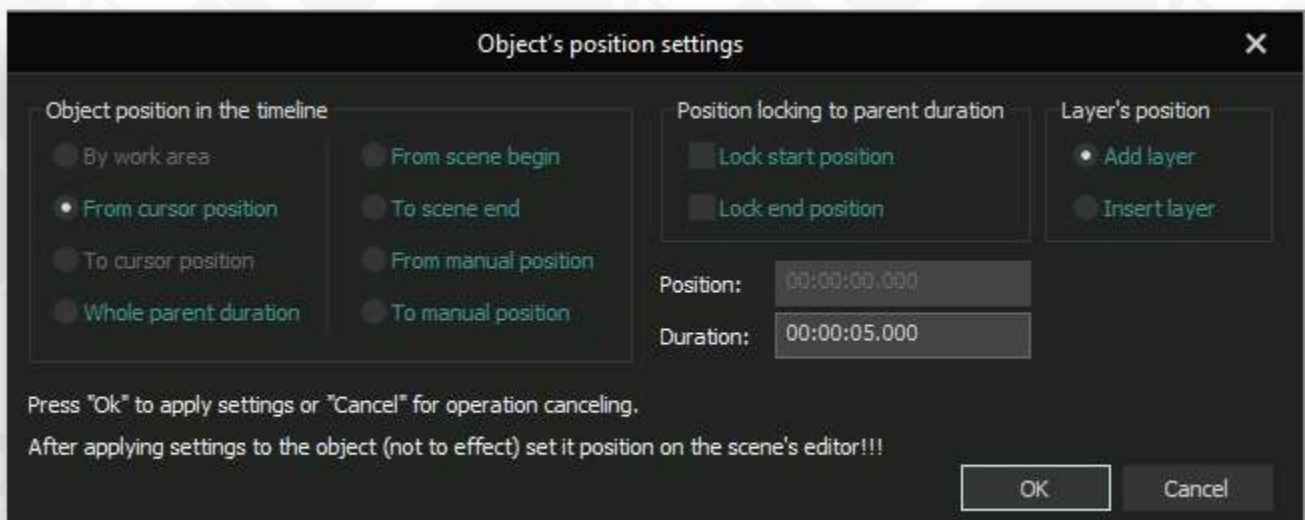 Object's position settings
Object position in the timeline
By work area
From cursor position
To cursor position
Whole parent duration
From scene begin
To scene end
From manual position
To manual position
Position locking to parent duration
Lock start position
Lock end position
Layer's position
Add layer
Insert layer
Position: 00:00:00.000
Duration: 00:00:05.000
Press "Ok" to apply settings or "Cancel" for operation canceling.
After applying settings to the object (not to effect) set it position on the scene's editor!!!
OK
Cancel